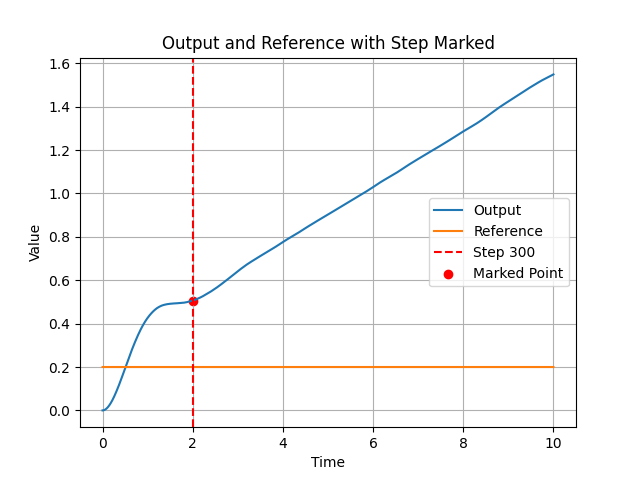 Output and Reference with Step Marked
1.6
1.4
1.2
1.0
0.8
0.6
0.4
0.2
0.0
Value
Output
Reference
Step 300
Marked Point
0
2
4
6
8
10
Time